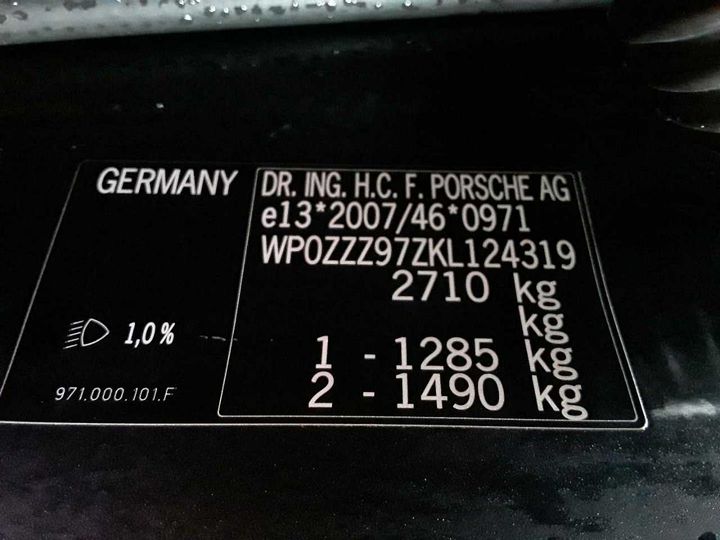 GERMANY
DR. ING. H.C. F. PORSCHE AG
e13*2007/46*0971
WP0ZZZ97ZKL124319
2710 kg
kg
1 - 1285 kg
2 - 1490 kg
1,0%
971.000.101.F